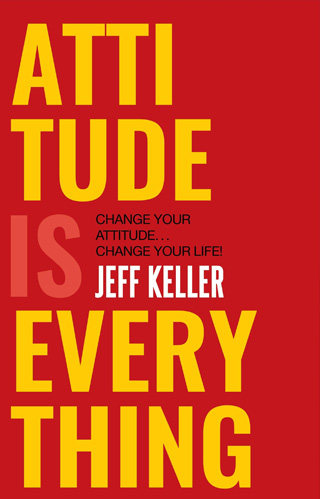 ATTI
TUDE
IS
CHANGE YOUR
ATTITUDE...
CHANGE YOUR LIFE!
JEFF KELLER
EVERY
THING